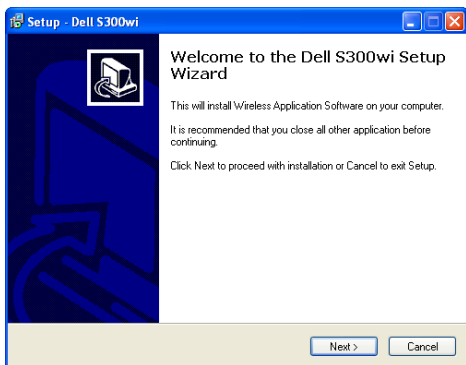 Setup - Dell S300wi
Welcome to the Dell S300wi Setup
Wizard
This will install Wireless Application Software on your computer.
It is recommended that you close all other application before
continuing.
Click Next to proceed with installation or Cancel to exit Setup.
Next >
Cancel